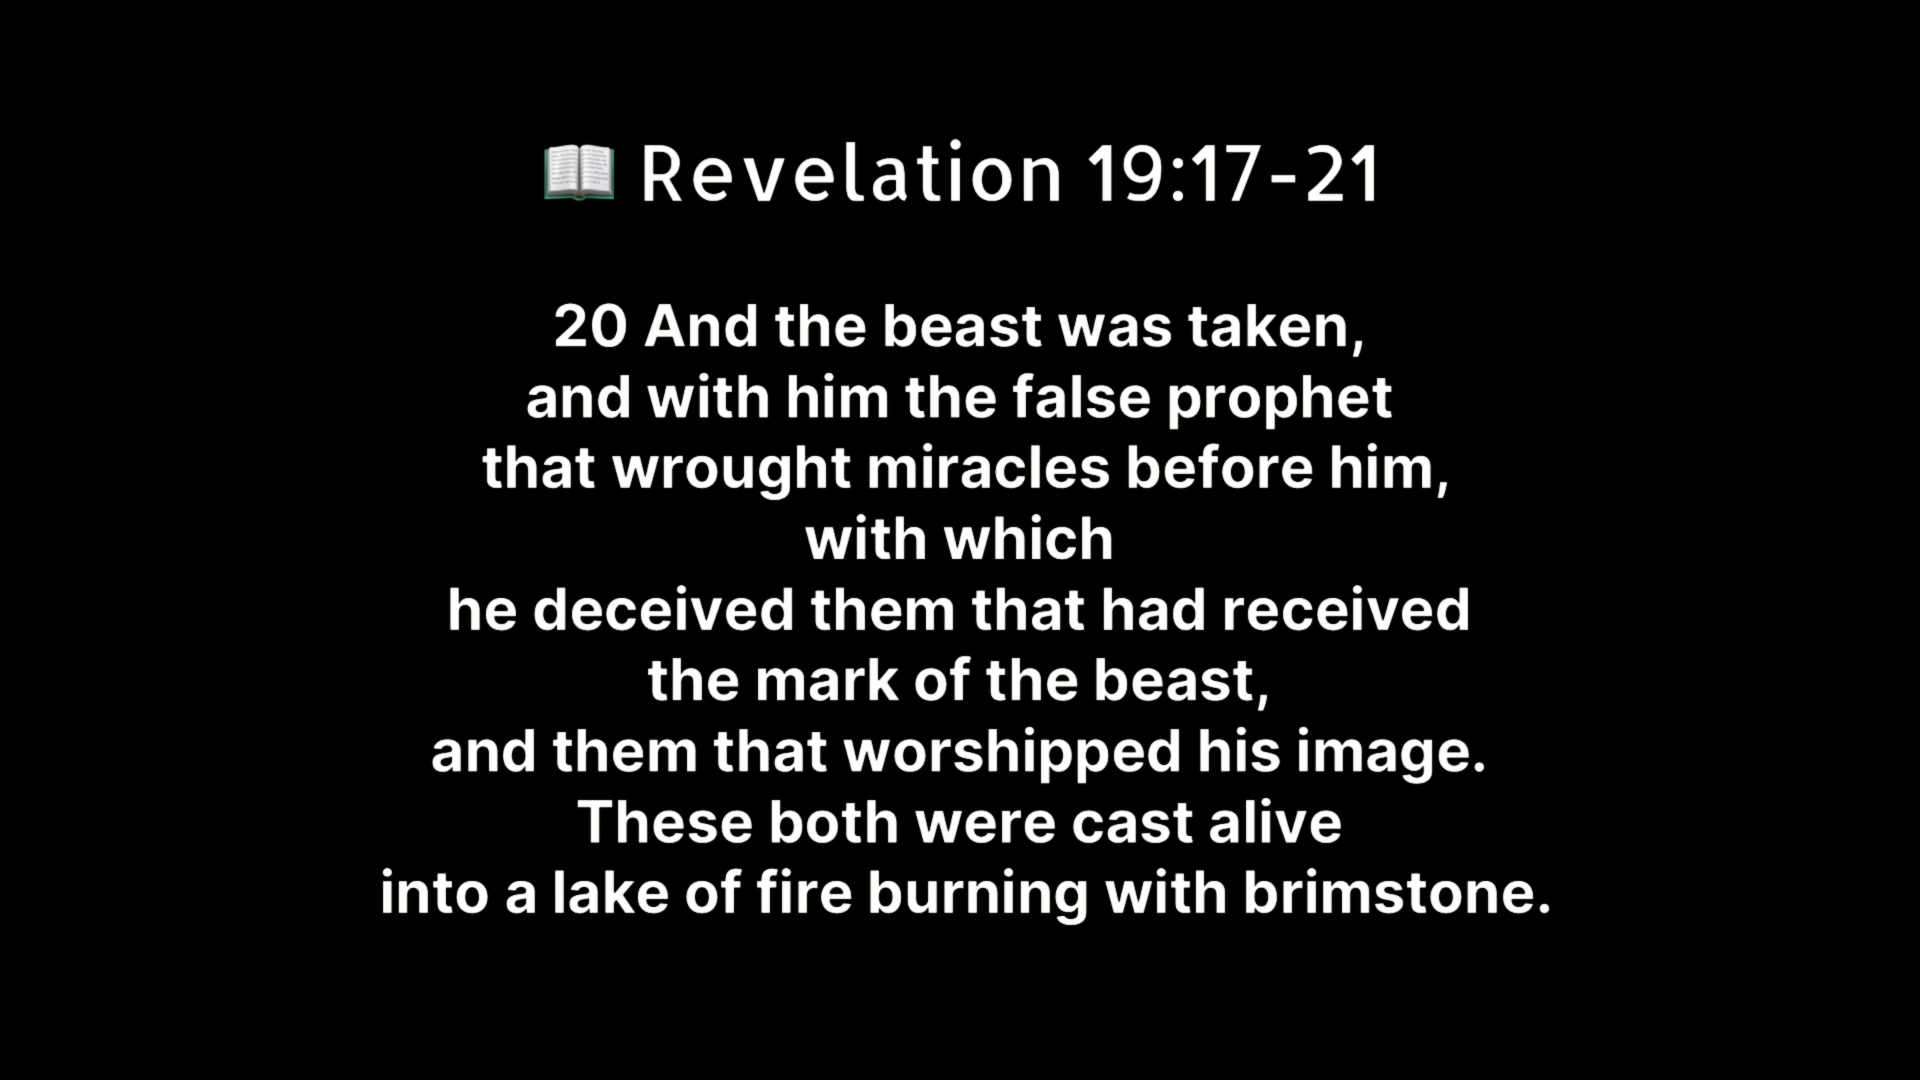 📖 Revelation 19:17-21
20 And the beast was taken,
and with him the false prophet
that wrought miracles before him,
with which
he deceived them that had received
the mark of the beast,
and them that worshipped his image.
These both were cast alive
into a lake of fire burning with brimstone.